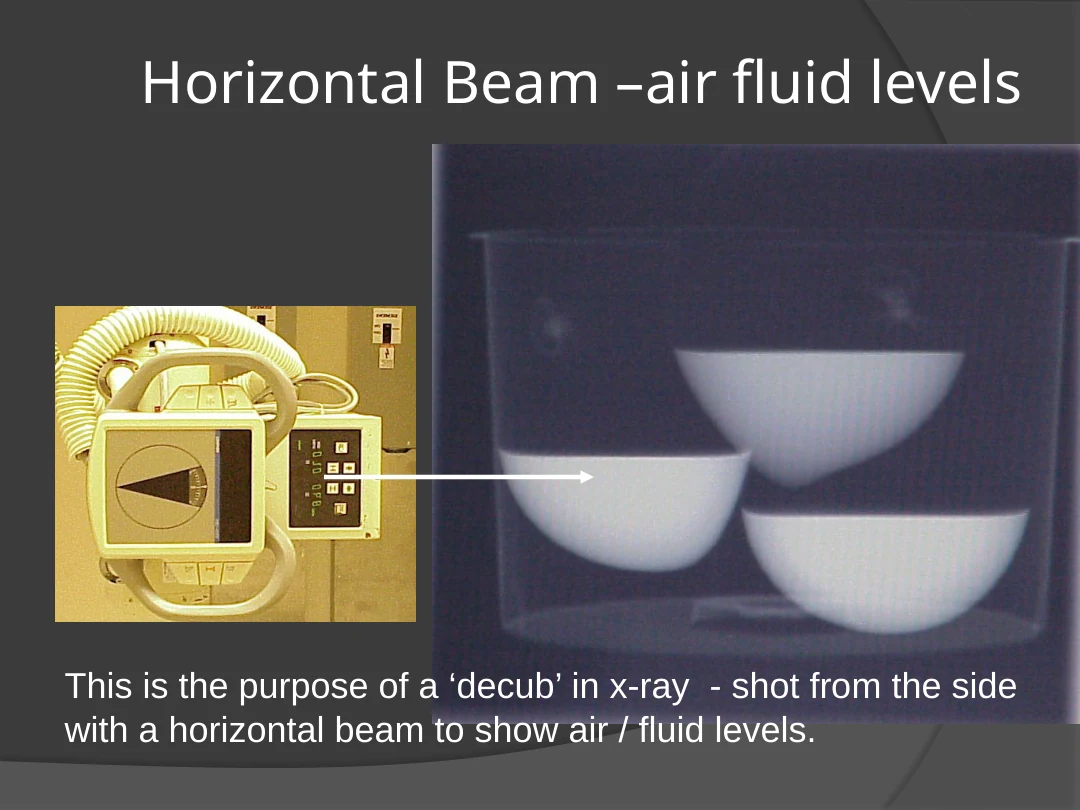 Horizontal Beam –air fluid levels
This is the purpose of a ‘decub’ in x-ray  - shot from the side
with a horizontal beam to show air / fluid levels.